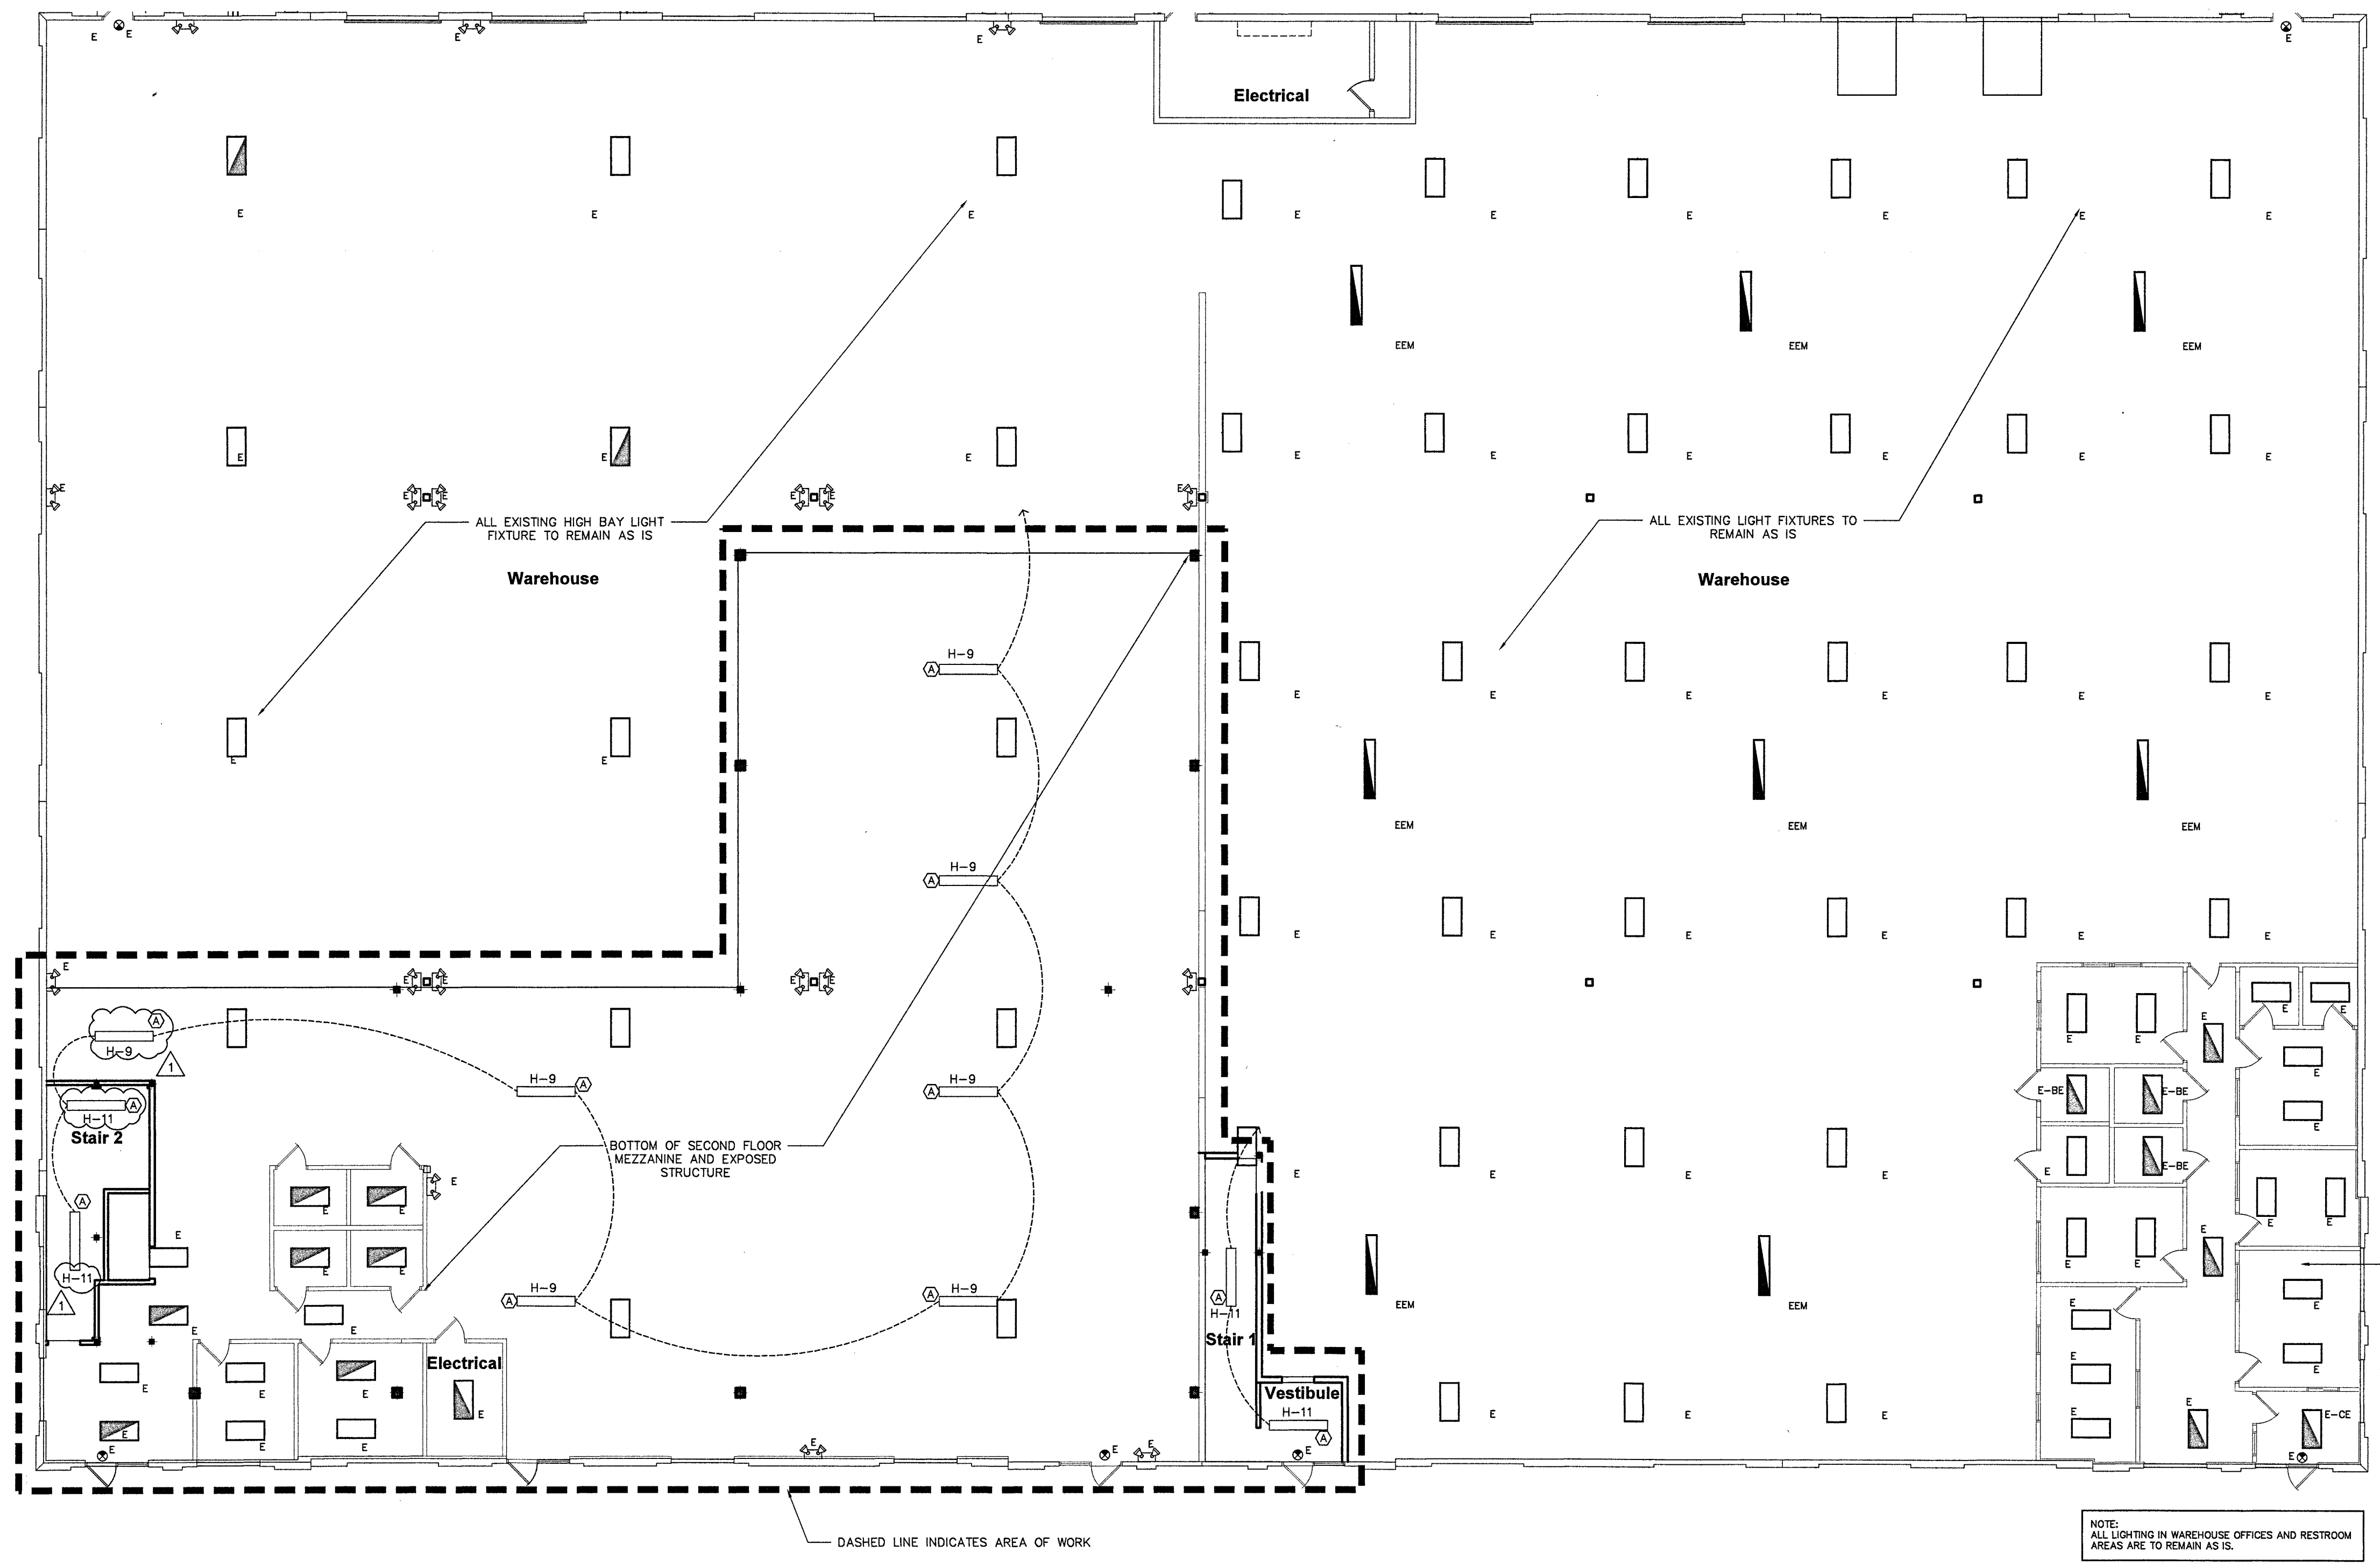 E E E E E
Electrical
E E E E E E E E E
EEM EEM EEM
E E E E E E E E E
E E E E E E
ALL EXISTING HIGH BAY LIGHT
FIXTURE TO REMAIN AS IS
ALL EXISTING LIGHT FIXTURES TO
REMAIN AS IS
Warehouse
Warehouse
A H-9
E E E E E E
E E
EEM EEM EEM
A H-9
E E E E E E
E E E E E
A
H-9
1
H-9 A
A H-9
E E E E
E E
A
H-11
Stair 2
E-BE E-BE
E E
BOTTOM OF SECOND FLOOR
MEZZANINE AND EXPOSED
STRUCTURE
E E E E E-BE
E
A
E E
E E E
E
E E
H-11
1
E E
E E
A H-9
A H-9
A
H-11
EEM EEM
E E
E E
Stair 1
Electrical
E
E E
Vestibule
E E E
H-11
A
E E E
E E-CE
E E E
E E E E E
E
DASHED LINE INDICATES AREA OF WORK
NOTE:
ALL LIGHTING IN WAREHOUSE OFFICES AND RESTROOM
AREAS ARE TO REMAIN AS IS.